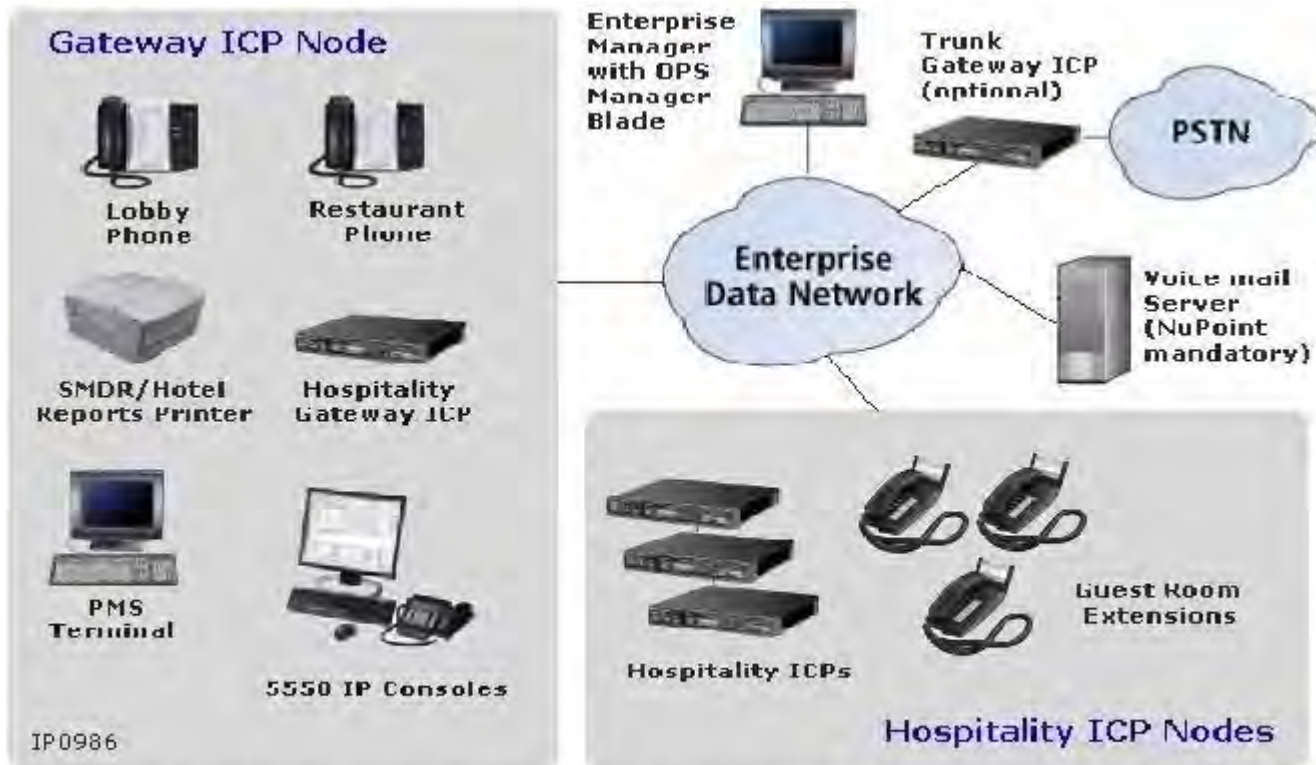 Gateway ICP Node
Lobby
Phone
Restaurant
Phone
SMDR/Hotel
Reports Printer
Hospitality
Gateway ICP
PMS
Terminal
5550 IP Consoles
IP0986
Enterprise
Manager
with OPS
Manager
Blade
Trunk
Gateway ICP
(optional)
PSTN
Enterprise
Data Network
Voice mail
Server
(NuPoint
mandatory)
Hospitality ICPs
Guest Room
Extensions
Hospitality ICP Nodes